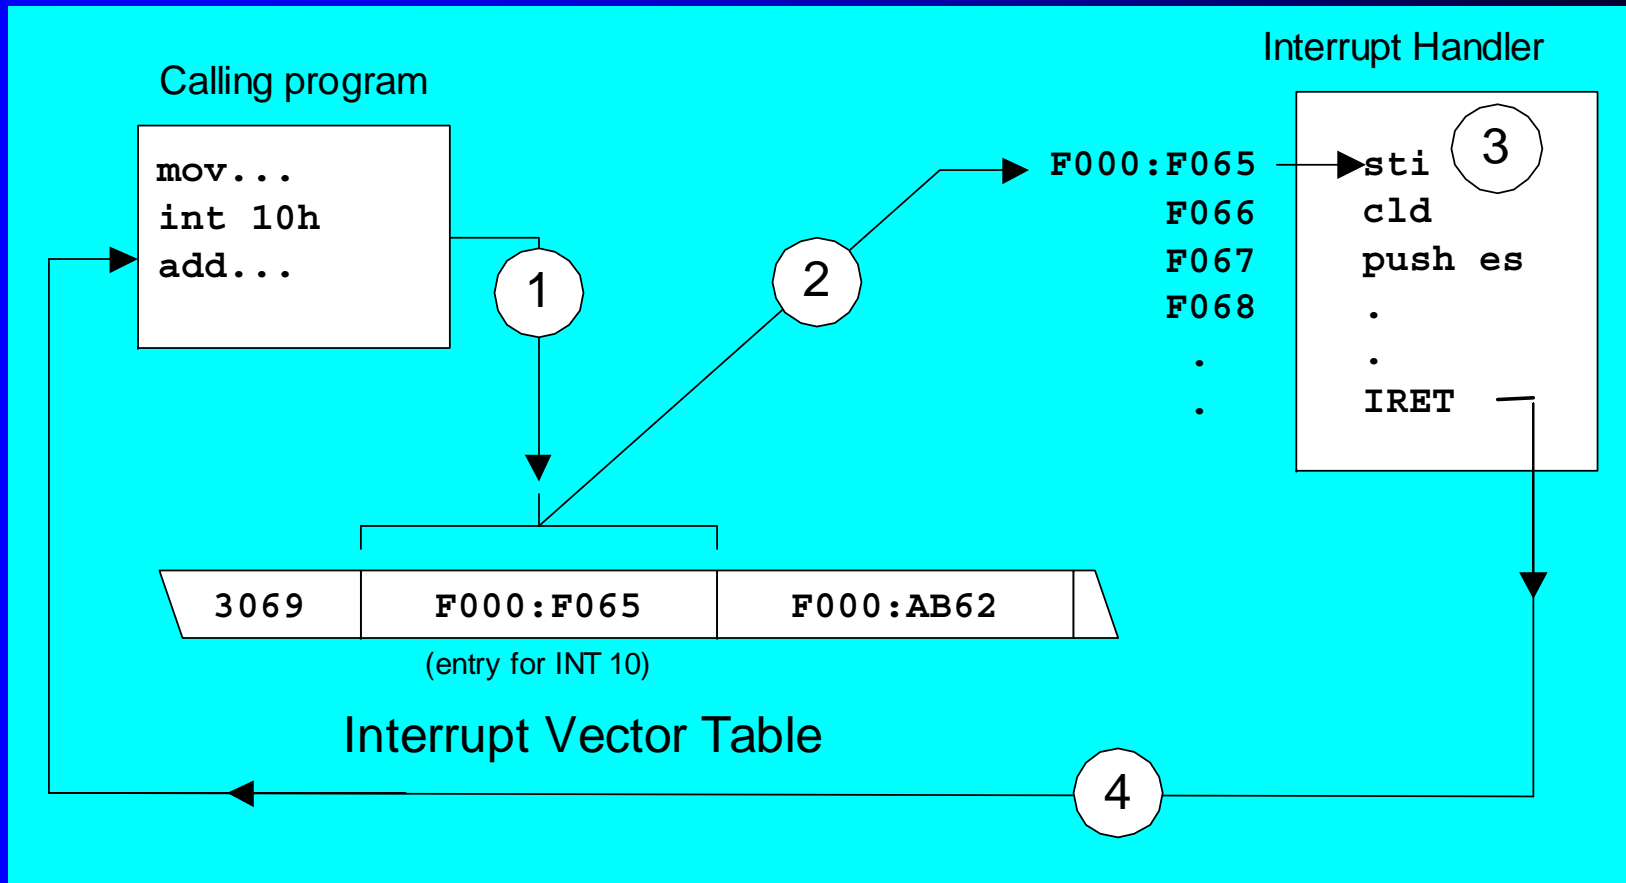 Calling program
mov...
int 10h
add...
1
2
Interrupt Handler
3
F000:F065 sti
F066 cld
F067 push es
F068 .
. .
. IRET
3069 F000:F065 F000:AB62
(entry for INT 10)
Interrupt Vector Table
4